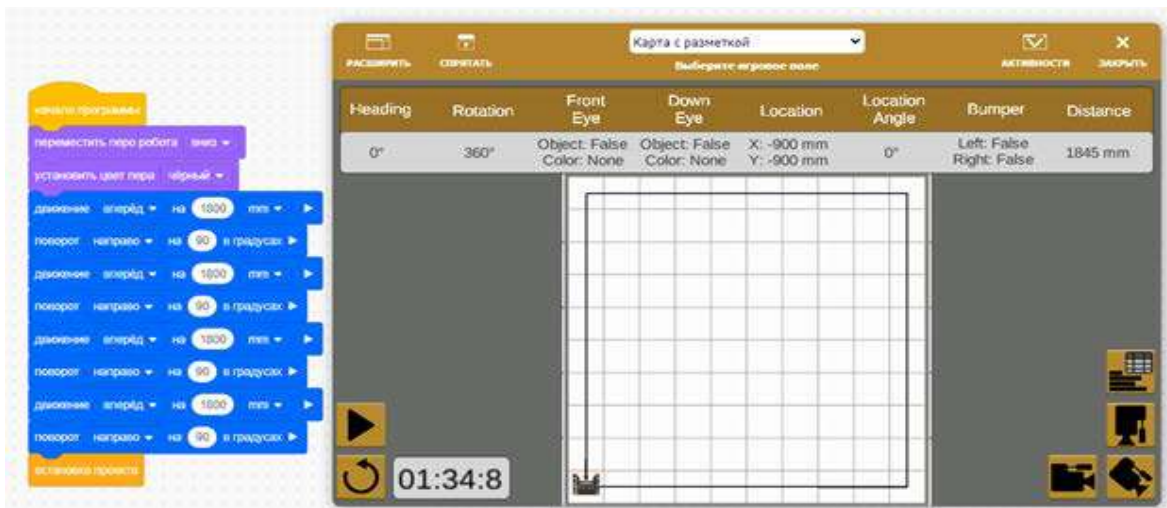 начало программы
переместить перо робота вниз
установить цвет пера чёрный
движение вперёд на 1800 mm
поворот направо на 90 в градусах
движение вперёд на 1800 mm
поворот направо на 90 в градусах
движение вперёд на 1800 mm
поворот направо на 90 в градусах
движение вперёд на 1800 mm
поворот направо на 90 в градусах
остановка проекта
РАСШИРИТЬ
СПРЯТАТЬ
Карта с разметкой
Выберите игровое поле
АКТИВНОСТИ
ЗАКРЫТЬ
Heading Rotation Front Eye Down Eye Location Location Angle Bumper Distance
0° 360° Object: False Color: None Object: False Color: None X: -900 mm Y: -900 mm 0° Left: False Right: False 1845 mm
01:34:8